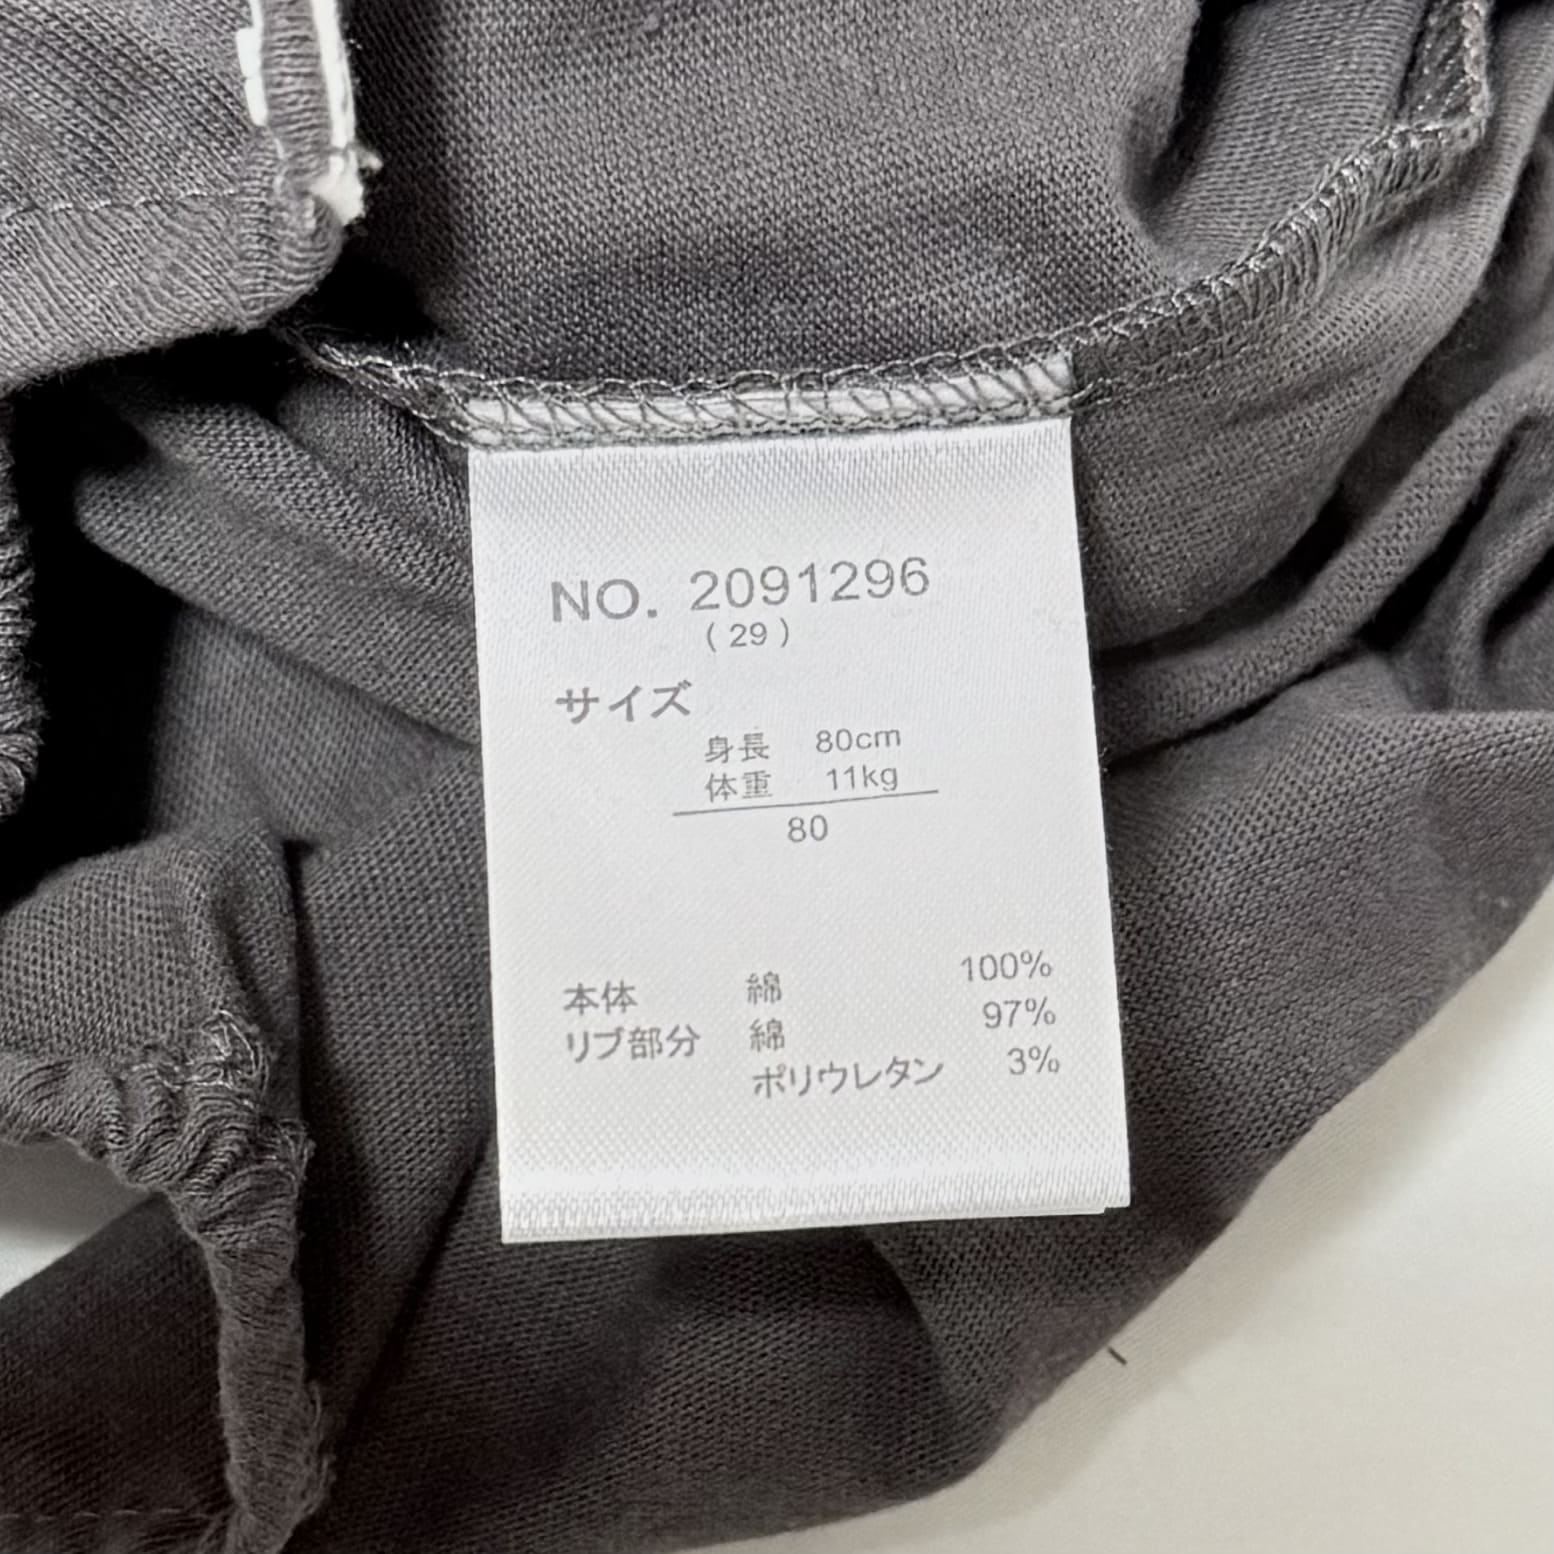 NO. 2091296
(29)
サイズ
身長 80cm
体重 11kg
80
本体 綿 100%
リブ部分 綿 97%
ポリウレタン 3%